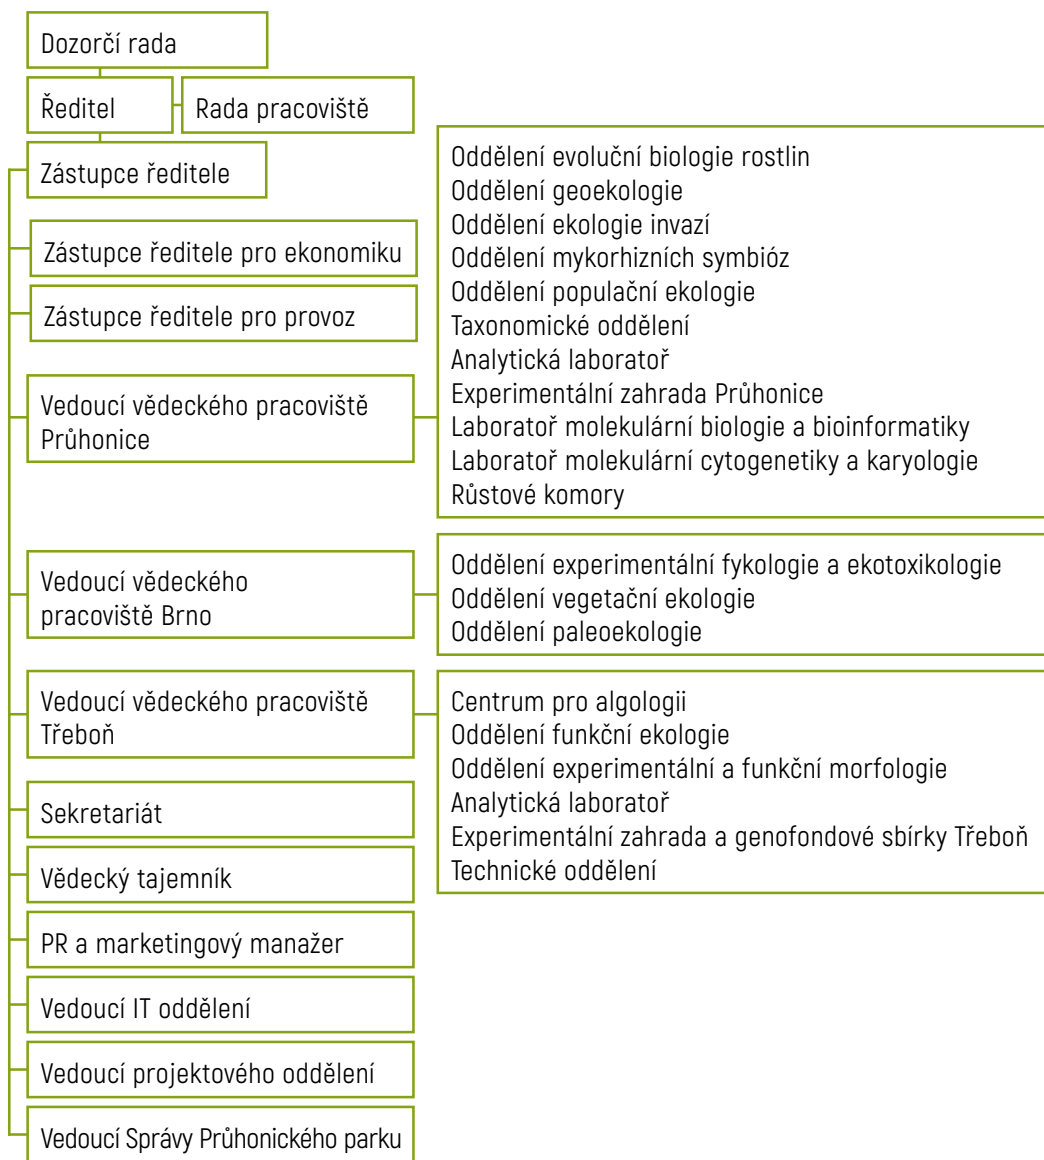 Dozorčí rada
Ředitel
Rada pracoviště
Zástupce ředitele
Zástupce ředitele pro ekonomiku
Zástupce ředitele pro provoz
Vedoucí vědeckého pracoviště
Průhonice
Oddělení evoluční biologie rostlin
Oddělení geoekologie
Oddělení ekologie invazí
Oddělení mykorhizních symbióz
Oddělení populační ekologie
Taxonomické oddělení
Analytická laboratoř
Experimentální zahrada Průhonice
Laboratoř molekulární biologie a bioinformatiky
Laboratoř molekulární cytogenetiky a karyologie
Růstové komory
Vedoucí vědeckého
pracoviště Brno
Oddělení experimentální fykologie a ekotoxikologie
Oddělení vegetační ekologie
Oddělení paleoekologie
Vedoucí vědeckého pracoviště
Třeboň
Centrum pro algologii
Oddělení funkční ekologie
Oddělení experimentální a funkční morfologie
Analytická laboratoř
Experimentální zahrada a genofondové sbírky Třeboň
Technické oddělení
Sekretariát
Vědecký tajemník
PR a marketingový manažer
Vedoucí IT oddělení
Vedoucí projektového oddělení
Vedoucí Správy Průhonického parku